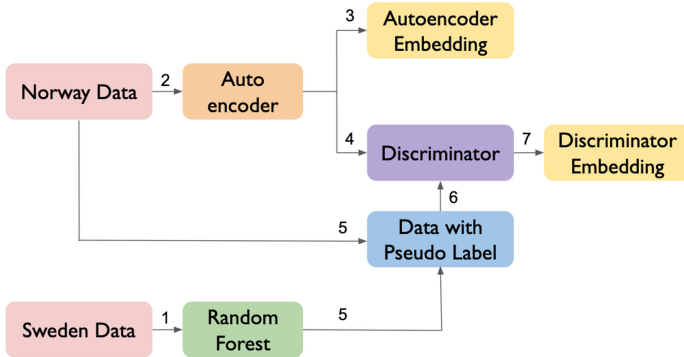 3
Autoencoder
Embedding
Norway Data
2
Auto
encoder
4
Discriminator
7
Discriminator
Embedding
6
5
Data with
Pseudo Label
Sweden Data
1
Random
Forest
5